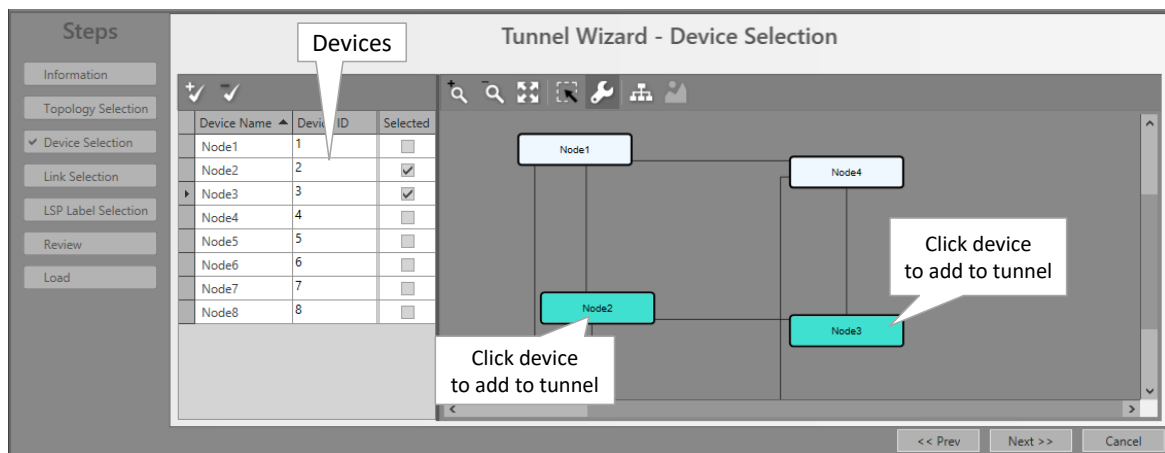 Steps
Information
Topology Selection
Device Selection
Link Selection
LSP Label Selection
Review
Load
Tunnel Wizard - Device Selection
Devices
Device Name Device ID Selected
Node1 1
Node2 2
Node3 3
Node4 4
Node5 5
Node6 6
Node7 7
Node8 8
Node1
Node4
Node2
Node3
Click device
to add to tunnel
Click device
to add to tunnel
<< Prev Next >> Cancel